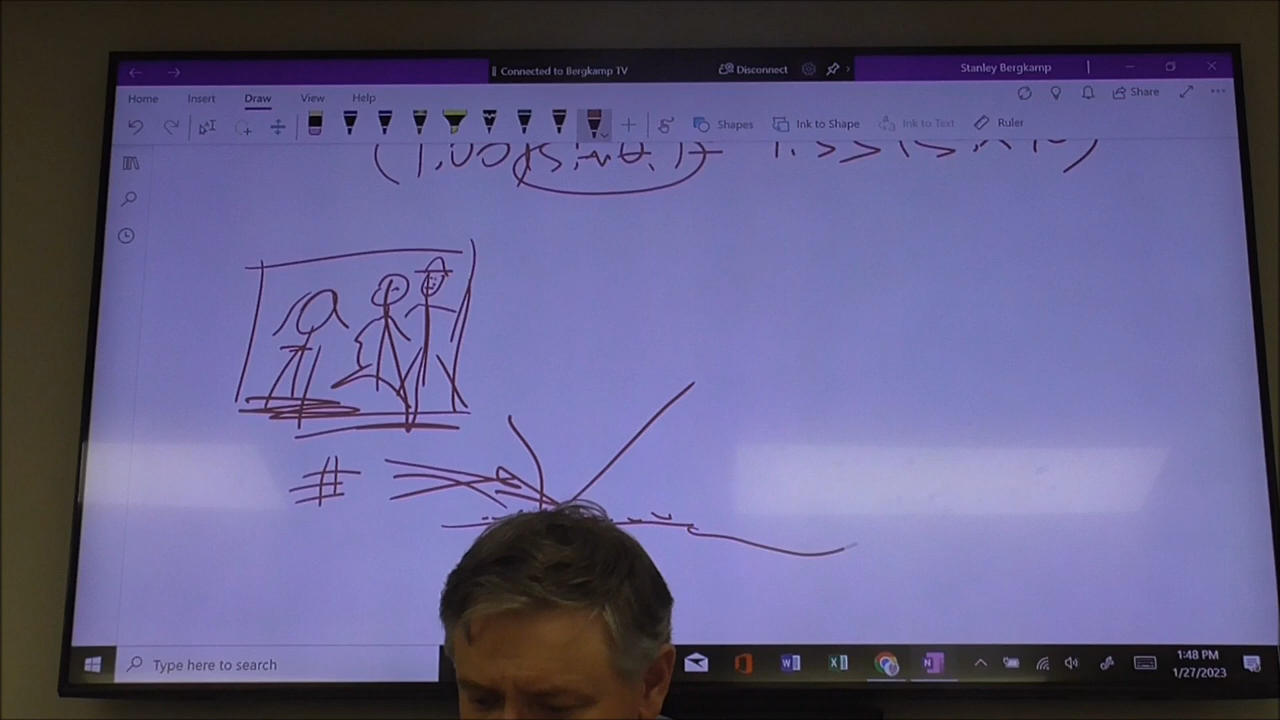 Connected to Bergkamp TV
Disconnect
Stanley Bergkamp
Home Insert Draw View Help
Share
Shapes Ink to Shape Ink to Text Ruler
#
Type here to search
1:48 PM
1/27/2023